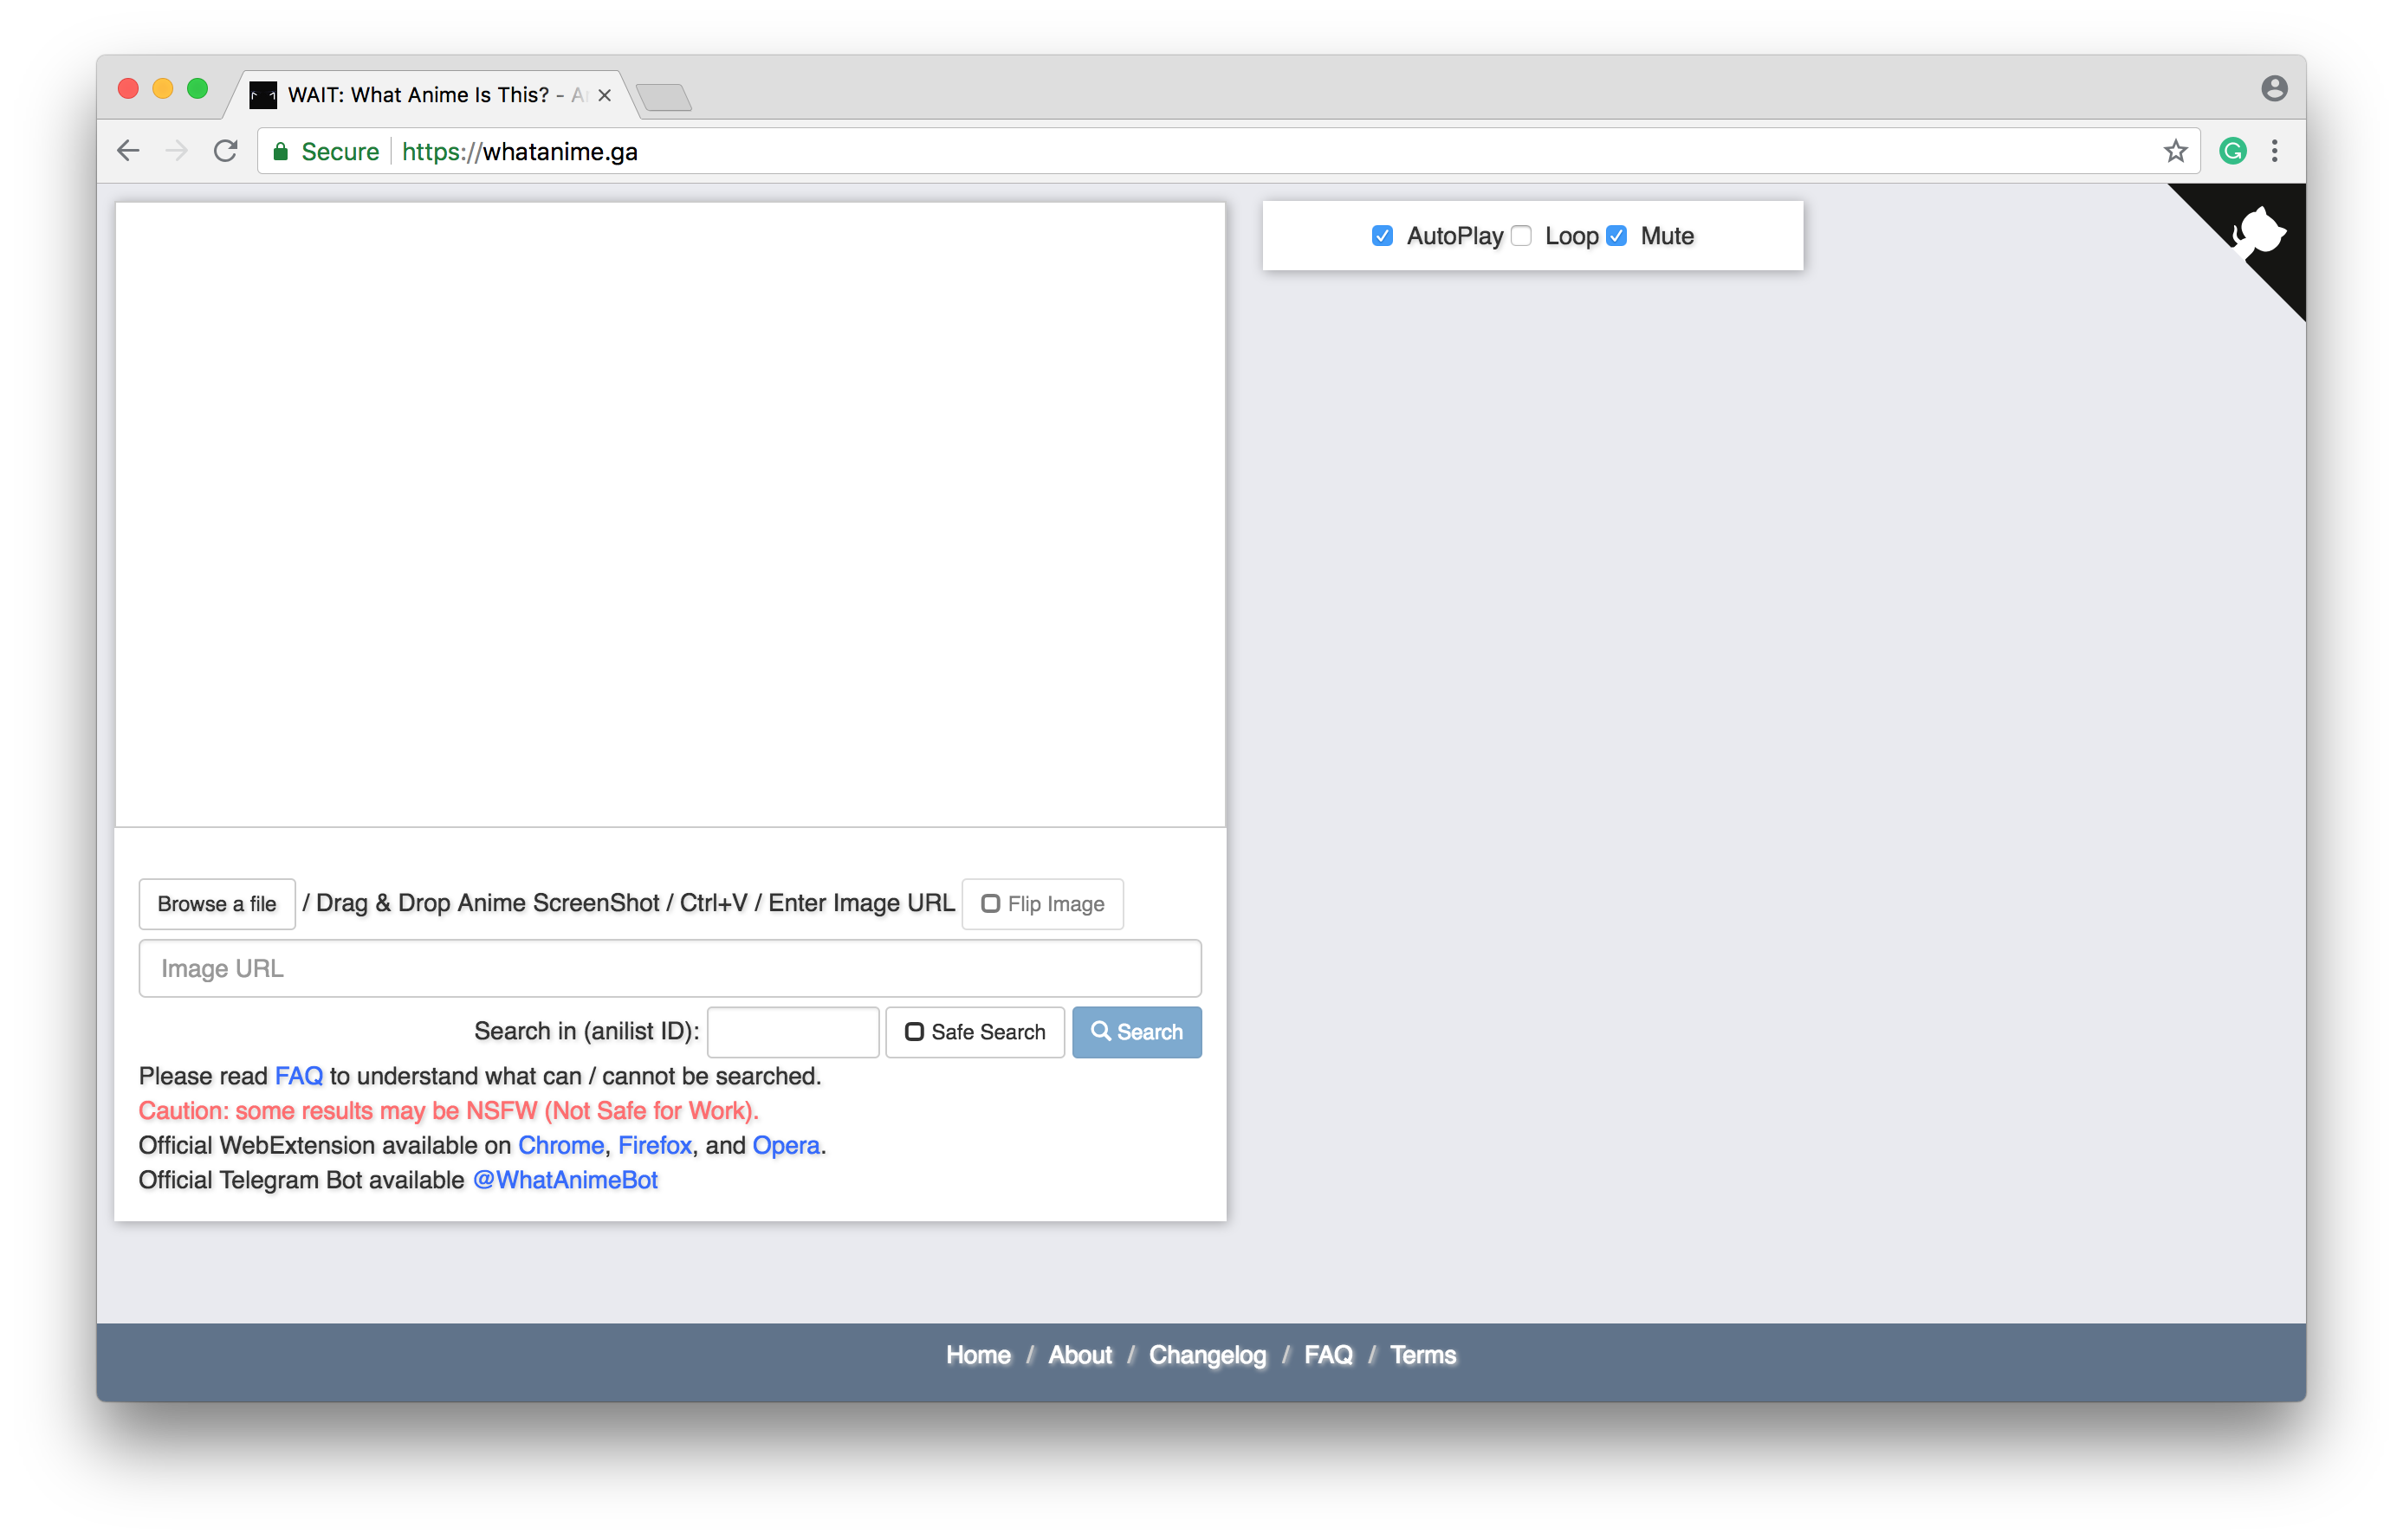 WAIT: What Anime Is This? -
Secure https://whatanime.ga
AutoPlay Loop Mute
Browse a file / Drag & Drop Anime ScreenShot / Ctrl+V / Enter Image URL Flip Image
Image URL
Search in (anilist ID): Safe Search Search
Please read FAQ to understand what can / cannot be searched.
Caution: some results may be NSFW (Not Safe for Work).
Official WebExtension available on Chrome, Firefox, and Opera.
Official Telegram Bot available @WhatAnimeBot
Home / About / Changelog / FAQ / Terms